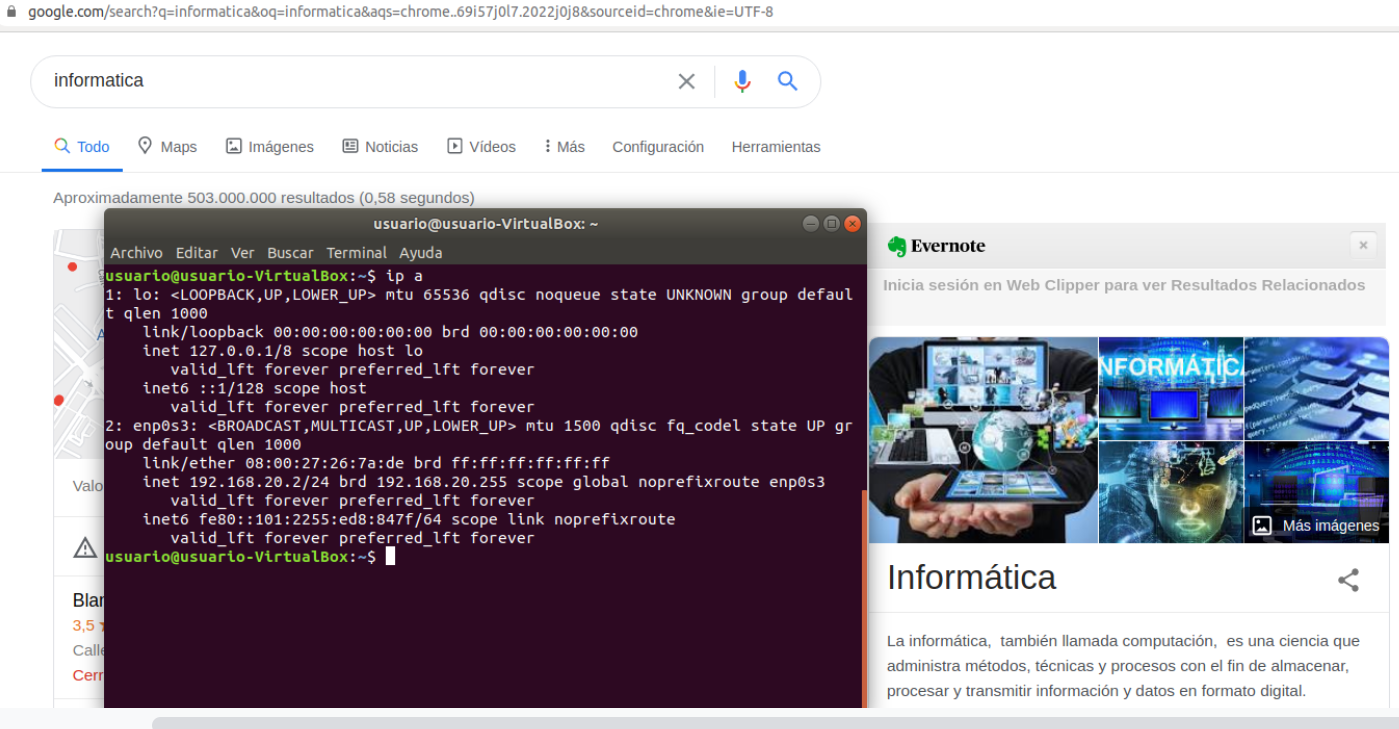 google.com/search?q=informatica&oq=informatica&aqs=chrome..69i57j0l7.2022j0j8&sourceid=chrome&ie=UTF-8
informatica
Todo Maps Imágenes Noticias Vídeos Más Configuración Herramientas
Aproximadamente 503.000.000 resultados (0,58 segundos)
usuario@usuario-VirtualBox: ~
Archivo Editar Ver Buscar Terminal Ayuda
usuario@usuario-VirtualBox:~$ ip a
1: lo: <LOOPBACK,UP,LOWER_UP> mtu 65536 qdisc noqueue state UNKNOWN group defaul
t qlen 1000
    link/loopback 00:00:00:00:00:00 brd 00:00:00:00:00:00
    inet 127.0.0.1/8 scope host lo
       valid_lft forever preferred_lft forever
    inet6 ::1/128 scope host
       valid_lft forever preferred_lft forever
2: enp0s3: <BROADCAST,MULTICAST,UP,LOWER_UP> mtu 1500 qdisc fq_codel state UP gr
oup default qlen 1000
    link/ether 08:00:27:26:7a:de brd ff:ff:ff:ff:ff:ff
    inet 192.168.20.2/24 brd 192.168.20.255 scope global noprefixroute enp0s3
       valid_lft forever preferred_lft forever
    inet6 fe80::101:2255:ed8:847f/64 scope link noprefixroute
       valid_lft forever preferred_lft forever
usuario@usuario-VirtualBox:~$
Valo
Blan
3,5
Calle
Cerr
Evernote
Inicia sesión en Web Clipper para ver Resultados Relacionados
NFORMÁTICA
Más imágenes
Informática
La informática, también llamada computación, es una ciencia que
administra métodos, técnicas y procesos con el fin de almacenar,
procesar y transmitir información y datos en formato digital.